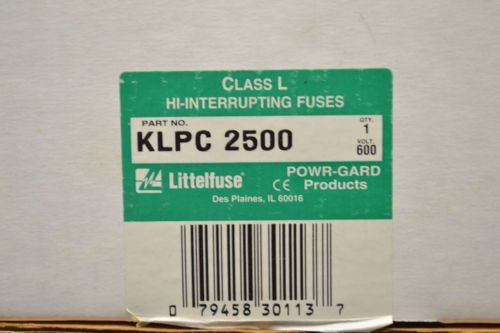 CLASS L
HI-INTERRUPTING FUSES
PART NO.
KLPC 2500
QTY.
1
VOLT.
600
Littelfuse®
CE
POWR-GARD
Products
Des Plaines, IL 60016
0 79458 30113 7